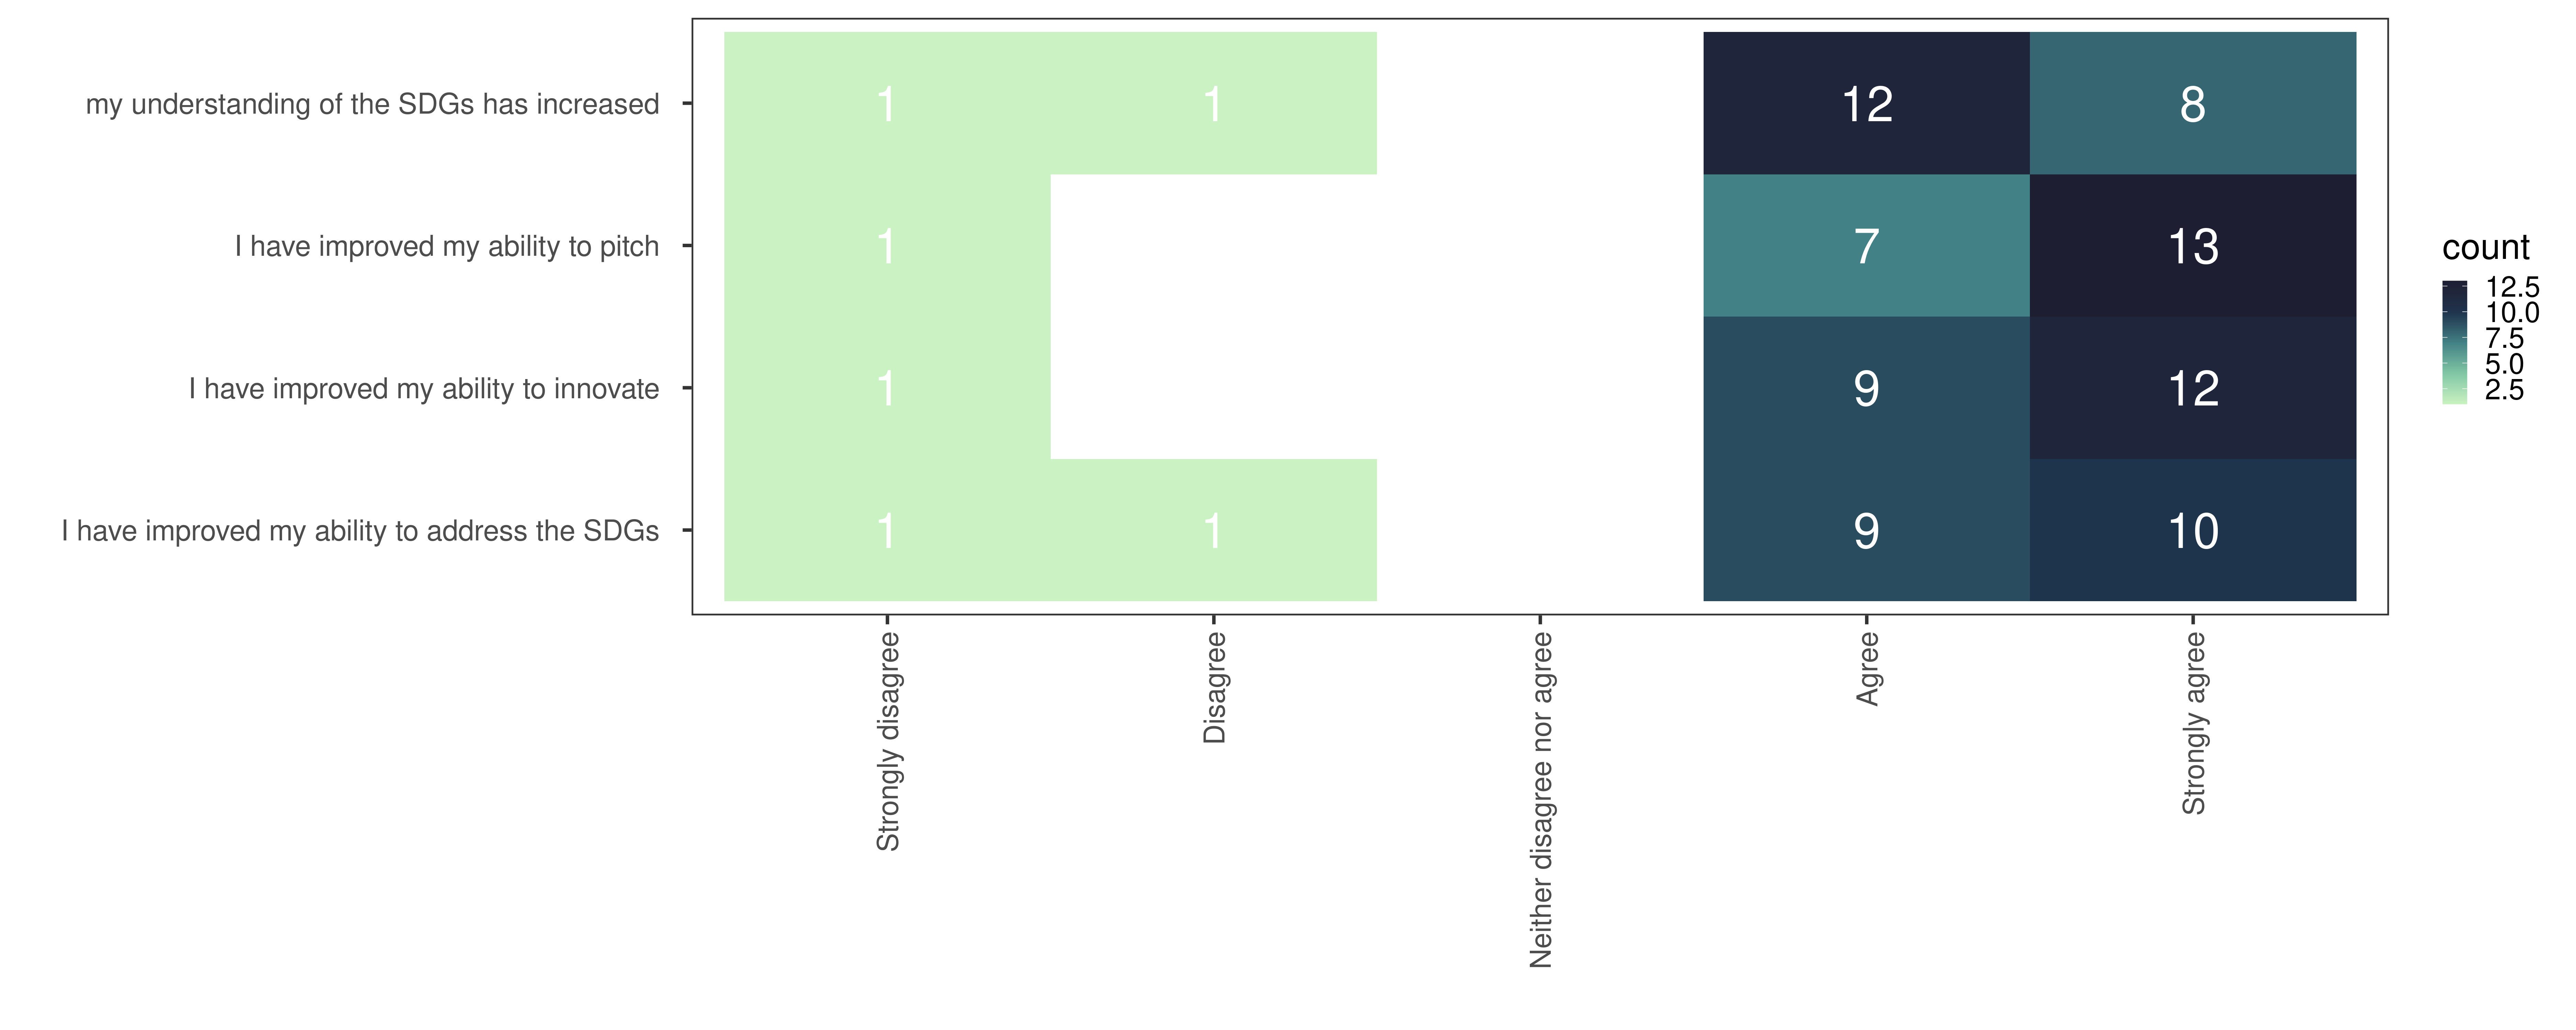 my understanding of the SDGs has increased
1
1
12
8
I have improved my ability to pitch
1
7
13
I have improved my ability to innovate
1
9
12
I have improved my ability to address the SDGs
1
1
9
10
Strongly disagree
Disagree
Neither disagree nor agree
Agree
Strongly agree
count
12.5
10.0
7.5
5.0
2.5